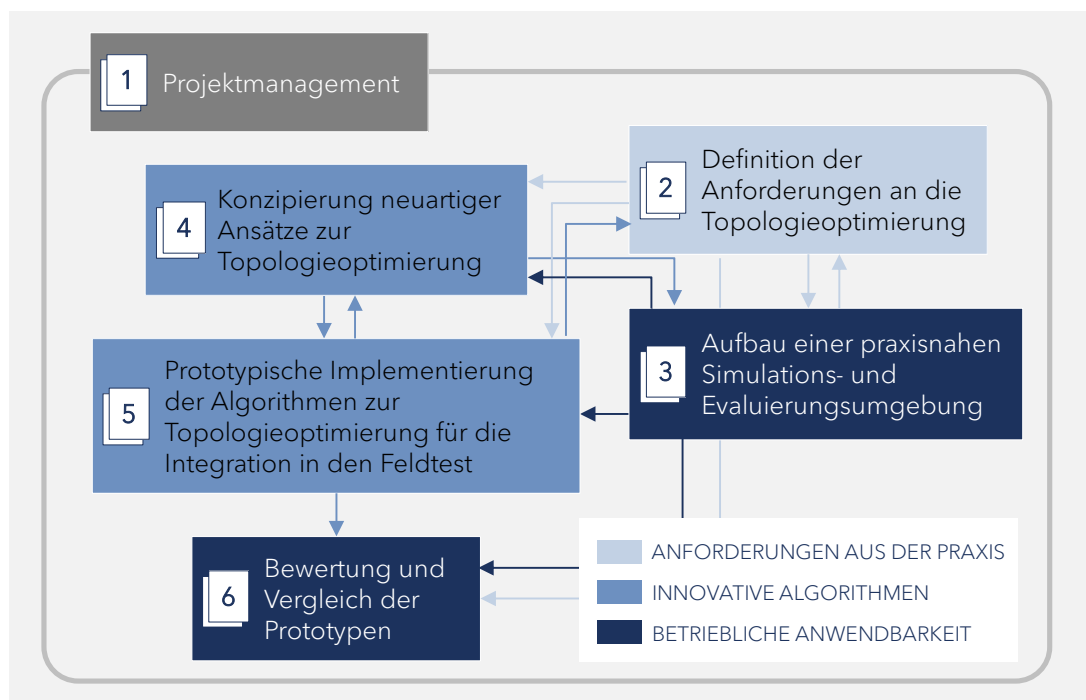 1
Projektmanagement
2
Definition der
Anforderungen an die
Topologieoptimierung
4
Konzipierung neuartiger
Ansätze zur
Topologieoptimierung
3
Aufbau einer praxisnahen
Simulations- und
Evaluierungsumgebung
5
Prototypische Implementierung
der Algorithmen zur
Topologieoptimierung für die
Integration in den Feldtest
6
Bewertung und
Vergleich der
Prototypen
ANFORDERUNGEN AUS DER PRAXIS
INNOVATIVE ALGORITHMEN
BETRIEBLICHE ANWENDBARKEIT